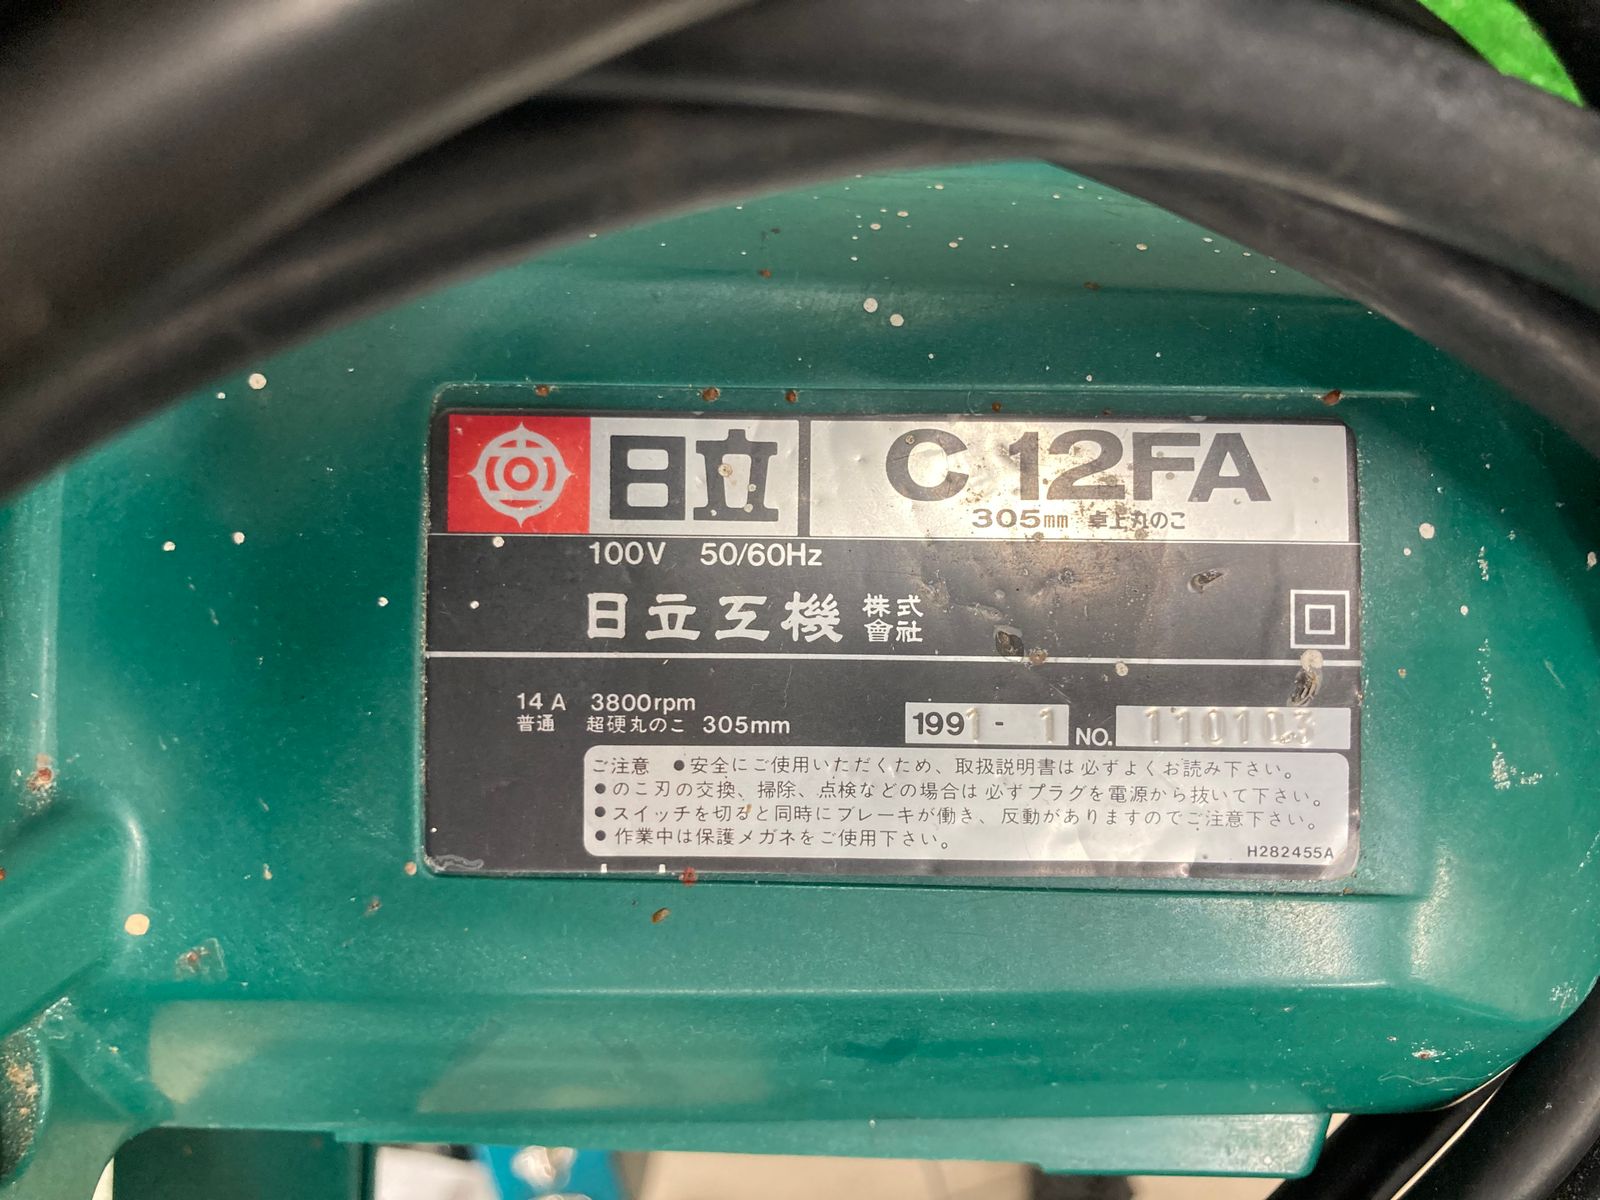 日立
C 12FA
305mm 卓上丸のこ
100V 50/60Hz
日立工機 株式會社
14A 3800rpm
普通 超硬丸のこ 305mm
1991-1 NO. 110103
ご注意 ●安全にご使用いただくため、取扱説明書は必ずよくお読み下さい。
●のこ刃の交換、掃除、点検などの場合は必ずプラグを電源から抜いて下さい。
●スイッチを切ると同時にブレーキが働き、反動がありますのでご注意下さい。
●作業中は保護メガネをご使用下さい。
H282455A